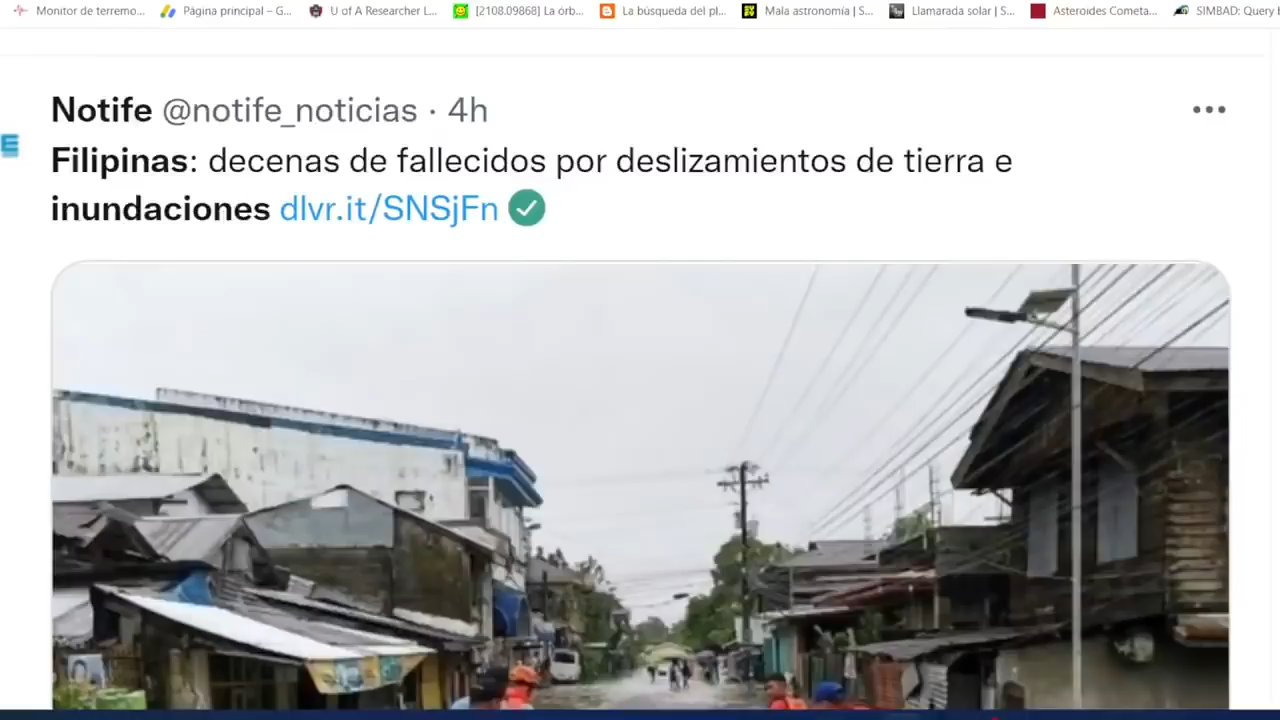 Monitor de terremo...
Página principal – G...
U of A Researcher L...
[2108.09868] La órb...
La búsqueda del pl...
Mala astronomía | S...
Llamarada solar | S...
Asteroides Cometa...
SIMBAD: Query b
Notife @notife_noticias · 4h
E
Filipinas: decenas de fallecidos por deslizamientos de tierra e
inundaciones dlvr.it/SNSjFn